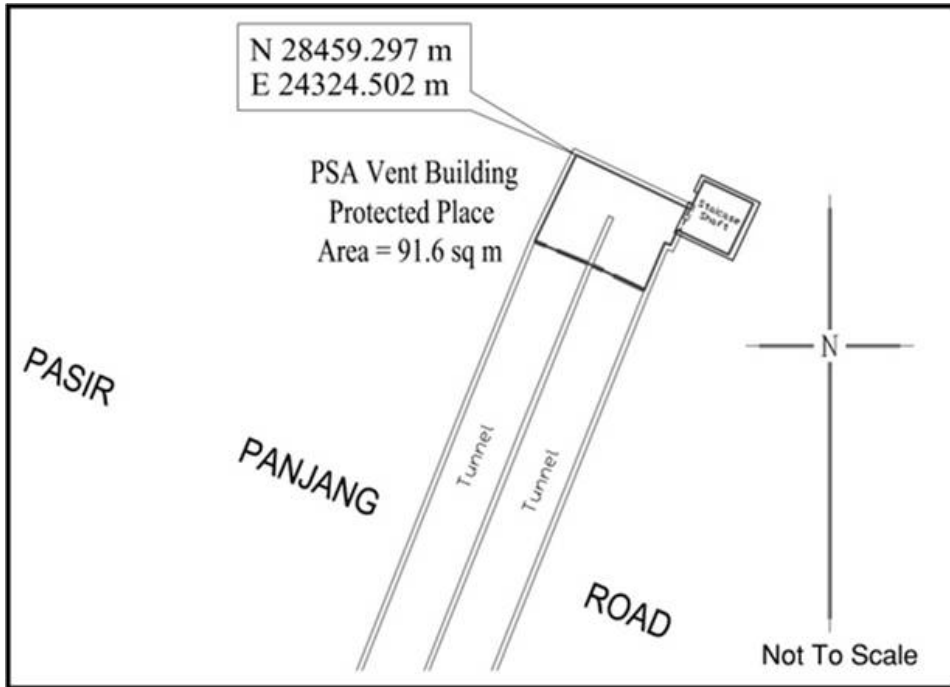 N 28459.297 m
E 24324.502 m
PSA Vent Building
Protected Place
Area = 91.6 sq m
Staicase
Shaft
N
PASIR
PANJANG
ROAD
Tunnel
Tunnel
Not To Scale